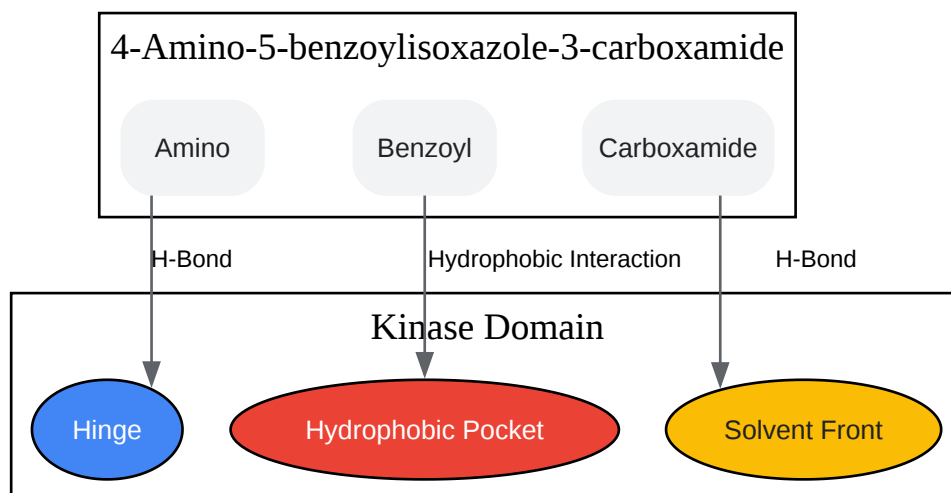 4-Amino-5-benzoylisoxazole-3-carboxamide
Amino Benzoyl Carboxamide
H-Bond Hydrophobic Interaction H-Bond
Kinase Domain
Hinge Hydrophobic Pocket Solvent Front